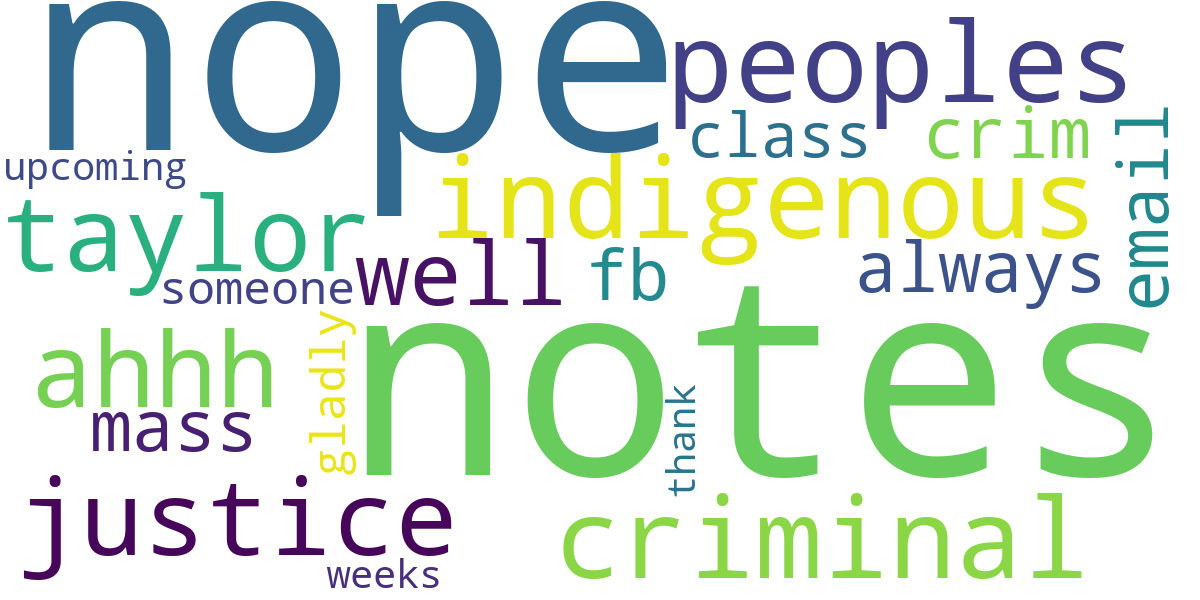 nope
peoples
class
crim
email
upcoming
indigenous
taylor
well
fb
always
someone
notes
ahhh
gladly
mass
thank
justice
criminal
weeks